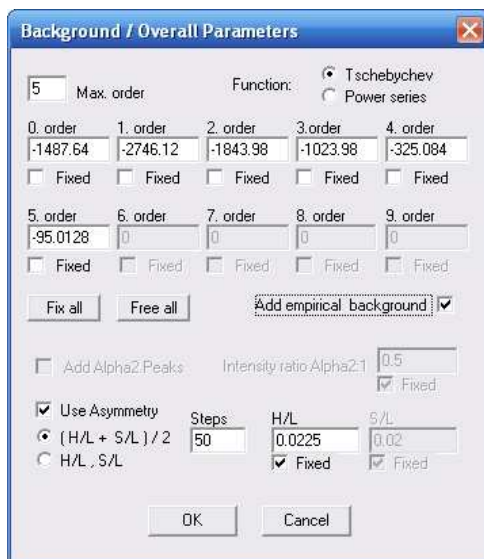 Background / Overall Parameters
5 Max. order Function: Tschebychev
Power series
0. order 1. order 2. order 3.order 4. order
-1487.64 -2746.12 -1843.98 -1023.98 -325.084
Fixed Fixed Fixed Fixed Fixed
5. order 6. order 7. order 8. order 9. order
-95.0128 0 0 0 0
Fixed Fixed Fixed Fixed Fixed
Fix all Free all Add empirical background
Add Alpha2 Peaks Intensity ratio Alpha2:1 0.5
Fixed
Use Asymmetry Steps H/L S/L
( H/L + S/L ) / 2 50 0.0225 0.02
H/L , S/L Fixed Fixed
OK Cancel